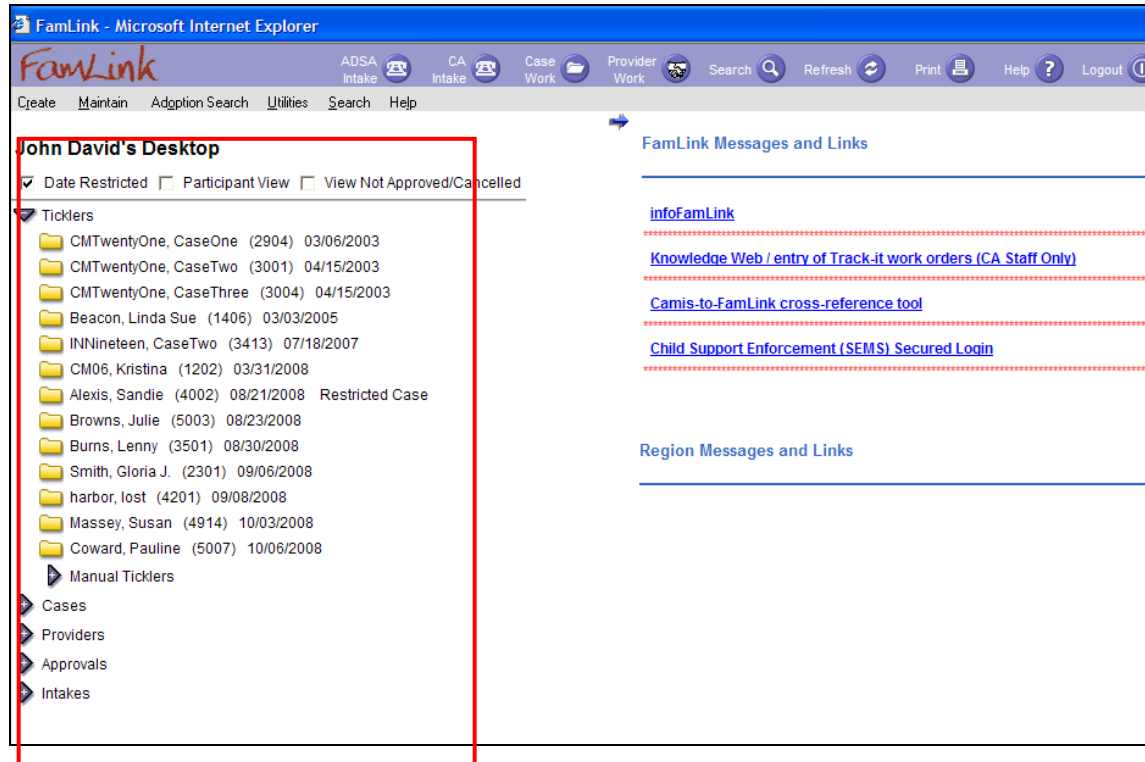 FamLink - Microsoft Internet Explorer
FamLink
ADSA Intake
CA Intake
Case Work
Provider Work
Search
Refresh
Print
Help
Logout
Create Maintain Adoption Search Utilities Search Help
John David's Desktop
Date Restricted Participant View View Not Approved/Cancelled
Ticklers
CMTwentyOne, CaseOne (2904) 03/06/2003
CMTwentyOne, CaseTwo (3001) 04/15/2003
CMTwentyOne, CaseThree (3004) 04/15/2003
Beacon, Linda Sue (1406) 03/03/2005
INNineteen, CaseTwo (3413) 07/18/2007
CM06, Kristina (1202) 03/31/2008
Alexis, Sandie (4002) 08/21/2008 Restricted Case
Browns, Julie (5003) 08/23/2008
Burns, Lenny (3501) 08/30/2008
Smith, Gloria J. (2301) 09/06/2008
harbor, lost (4201) 09/08/2008
Massey, Susan (4914) 10/03/2008
Coward, Pauline (5007) 10/06/2008
Manual Ticklers
Cases
Providers
Approvals
Intakes
FamLink Messages and Links
infoFamLink
Knowledge Web / entry of Track-it work orders (CA Staff Only)
Camis-to-FamLink cross-reference tool
Child Support Enforcement (SEMS) Secured Login
Region Messages and Links